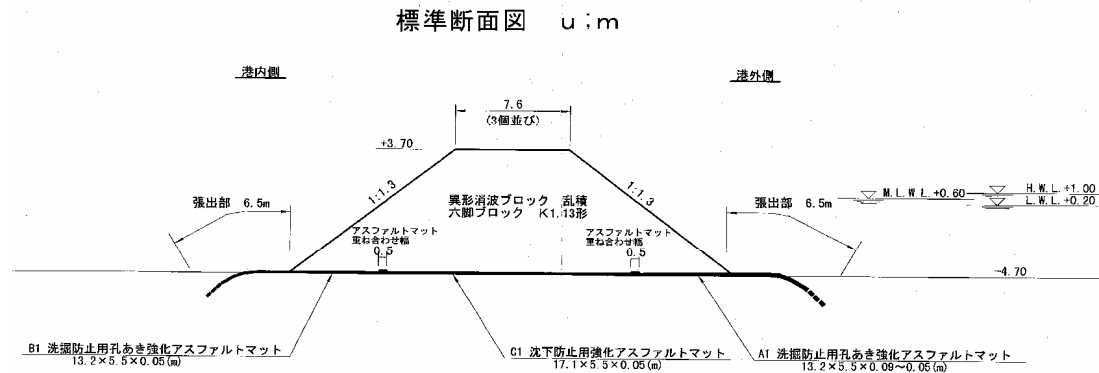 標準断面図 u;m
港内側
港外側
7.6
(3個並び)
+3.70
1:1.3
1:1.3
異形消波ブロック 乱積
六脚ブロック K1.13形
張出部 6.5m
張出部 6.5m
M.L.W.L.+0.60
H.W.L.+1.00
L.W.L.+0.20
アスファルトマット
重ね合わせ幅
0.5
アスファルトマット
重ね合わせ幅
0.5
-4.70
B1 洗掘防止用孔あき強化アスファルトマット
13.2×5.5×0.05(m)
C1 沈下防止用強化アスファルトマット
17.1×5.5×0.05(m)
A1 洗掘防止用孔あき強化アスファルトマット
13.2×5.5×0.09~0.05(m)